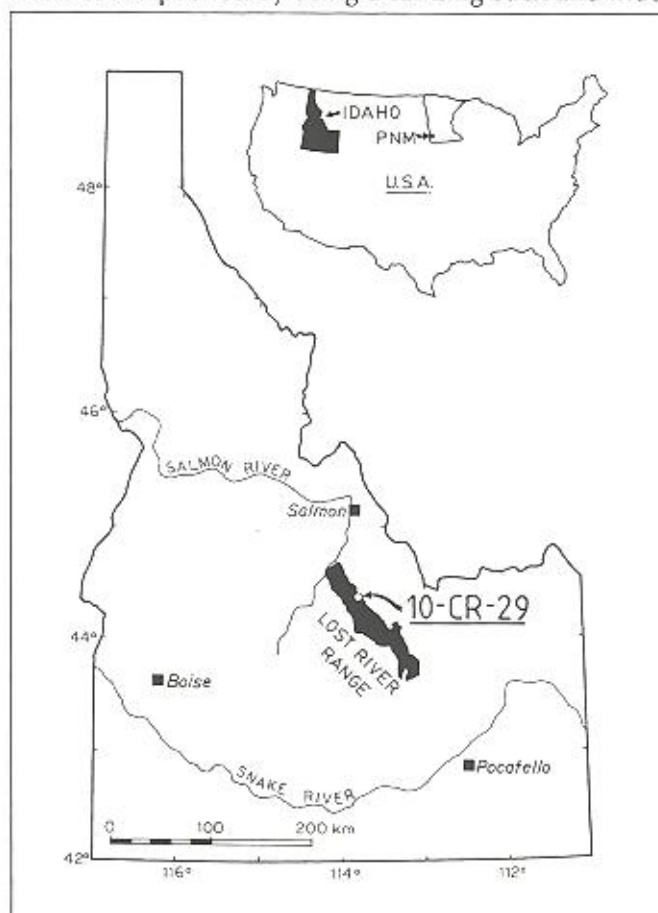 IDAHO
PNM
U.S.A.
48°
46°
SALMON RIVER
Salmon
10-CR-29
44°
LOST RIVER
RANGE
Boise
Pocatello
SNAKE RIVER
0 100 200 km
42°
116° 114° 112°